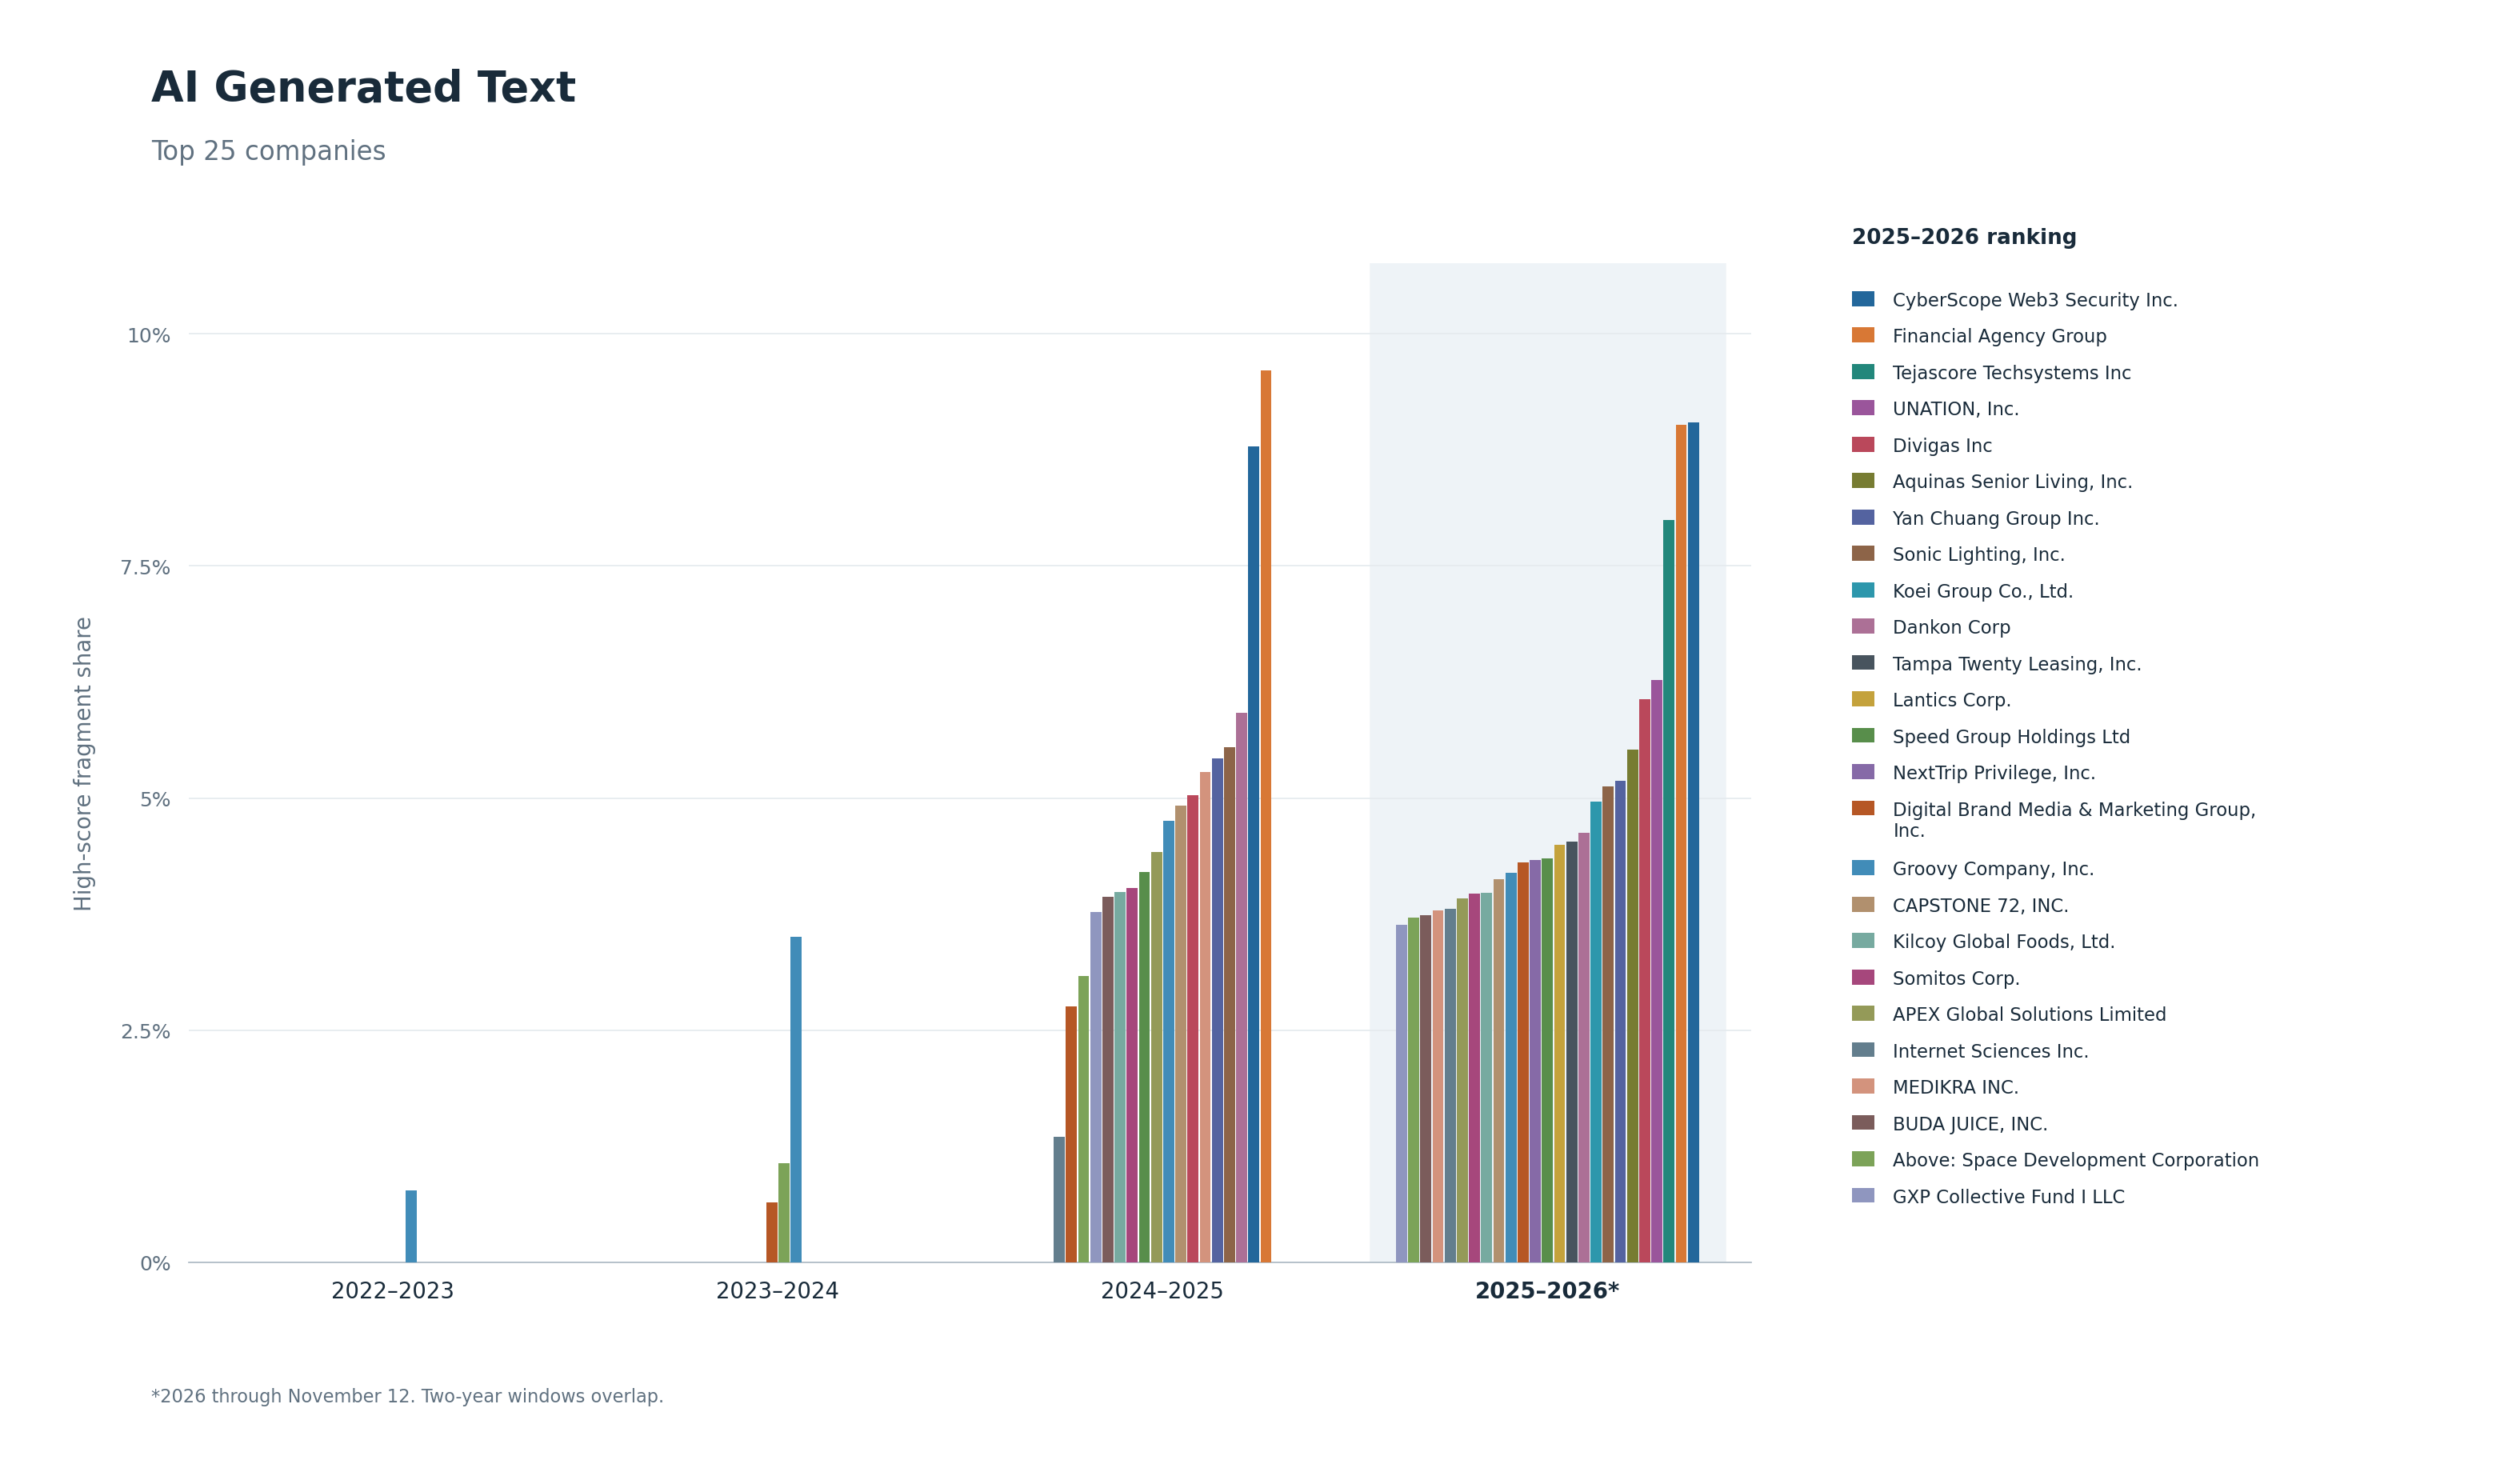 AI Generated Text
Top 25 companies
2025–2026 ranking
CyberScope Web3 Security Inc.
Financial Agency Group
Tejascore Techsystems Inc
UNATION, Inc.
Divigas Inc
Aquinas Senior Living, Inc.
Yan Chuang Group Inc.
Sonic Lighting, Inc.
Koei Group Co., Ltd.
Dankon Corp
Tampa Twenty Leasing, Inc.
Lantics Corp.
Speed Group Holdings Ltd
NextTrip Privilege, Inc.
Digital Brand Media & Marketing Group,
Inc.
Groovy Company, Inc.
CAPSTONE 72, INC.
Kilcoy Global Foods, Ltd.
Somitos Corp.
APEX Global Solutions Limited
Internet Sciences Inc.
MEDIKRA INC.
BUDA JUICE, INC.
Above: Space Development Corporation
GXP Collective Fund I LLC
High-score fragment share
10%
7.5%
5%
2.5%
0%
2022–2023
2023–2024
2024–2025
2025–2026*
*2026 through November 12. Two-year windows overlap.